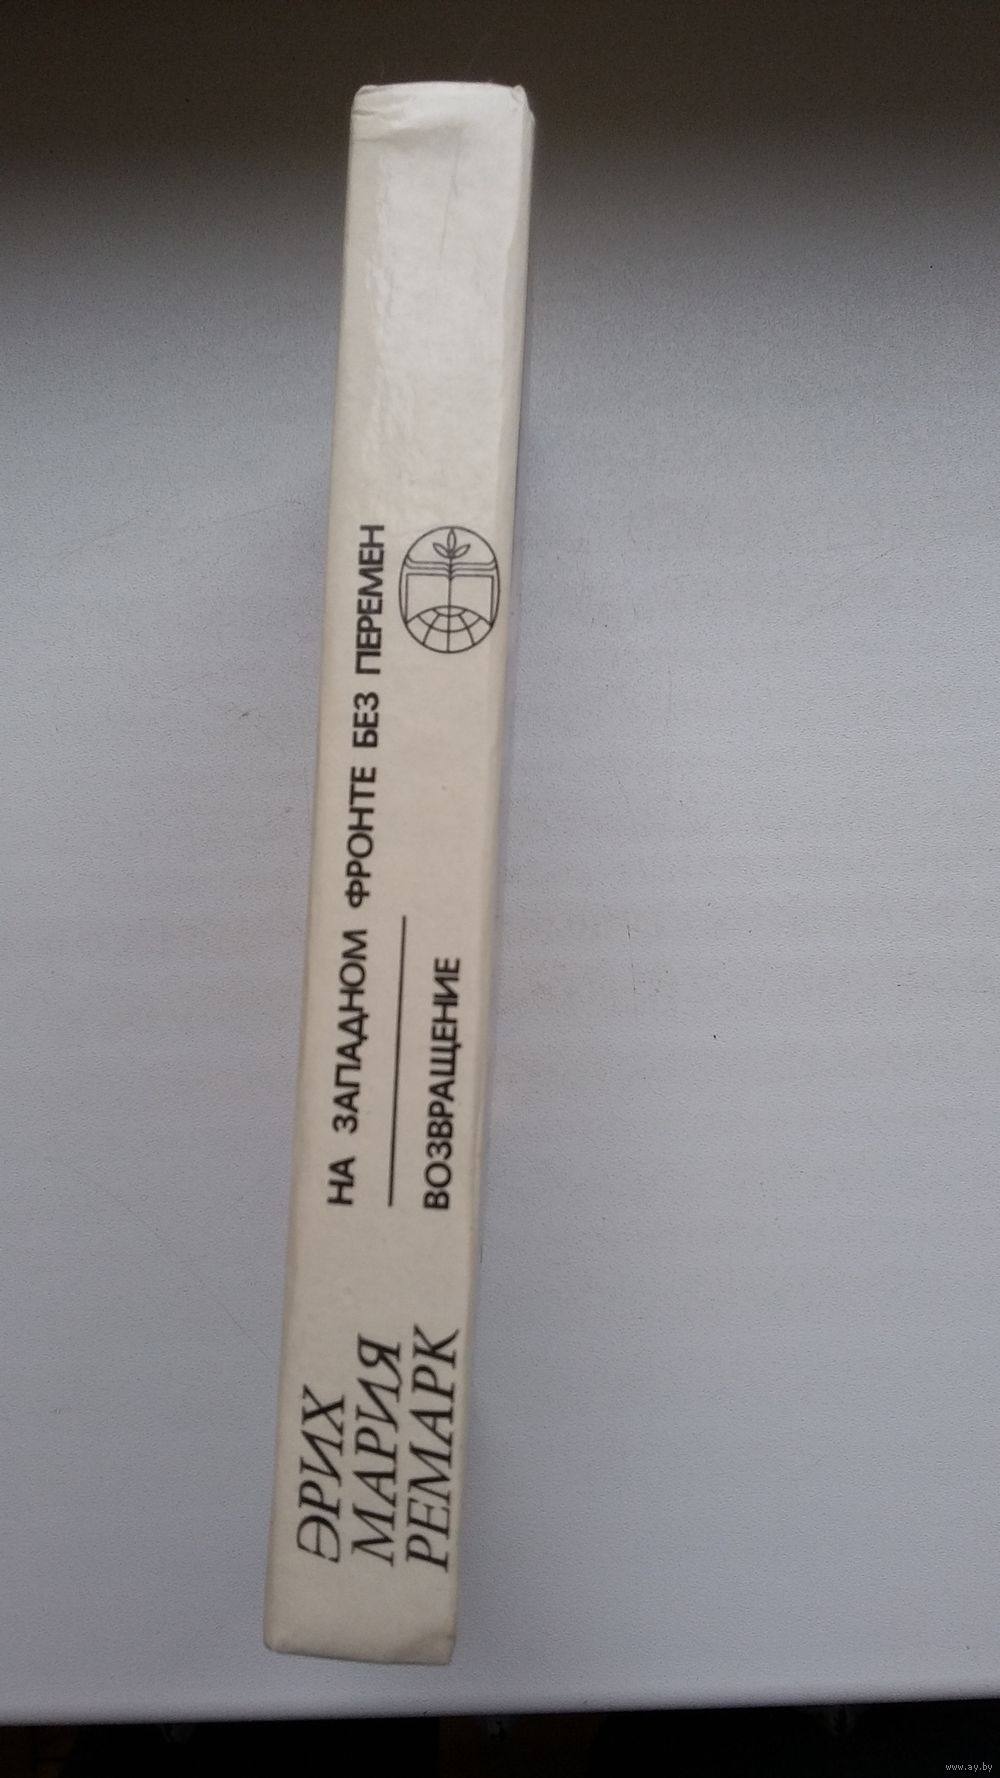 ЭРИХ
МАРИЯ
РЕМАРК
НА ЗАПАДНОМ ФРОНТЕ БЕЗ ПЕРЕМЕН
ВОЗВРАЩЕНИЕ
www.ay.by